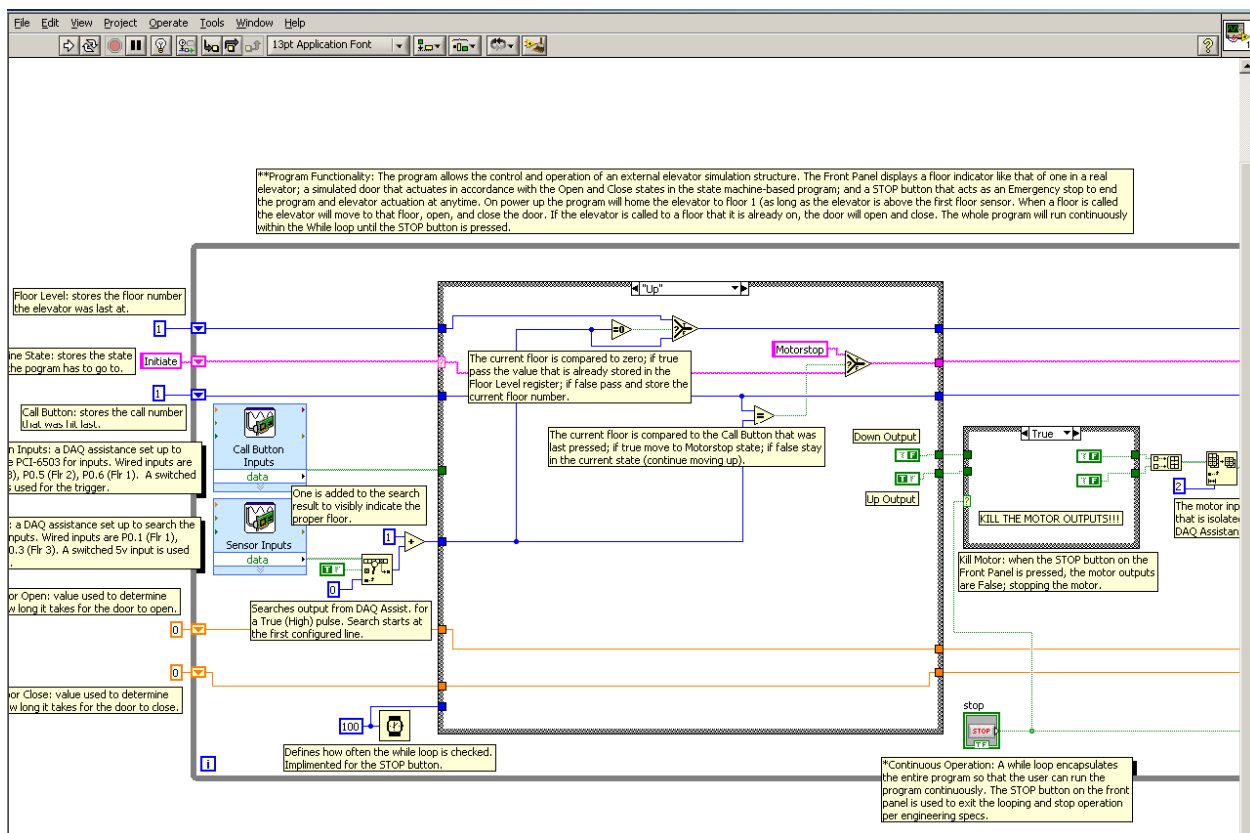 File Edit View Project Operate Tools Window Help
13pt Application Font
1
**Program Functionality: The program allows the control and operation of an external elevator simulation structure. The Front Panel displays a floor indicator like that of one in a real
elevator; a simulated door that actuates in accordance with the Open and Close states in the state machine-based program; and a STOP button that acts as an Emergency stop to end
the program and elevator actuation at anytime. On power up the program will home the elevator to floor 1 (as long as the elevator is above the first floor sensor. When a floor is called
the elevator will move to that floor, open, and close the door. If the elevator is called to a floor that it is already on, the door will open and close. The whole program will run continuously
within the While loop until the STOP button is pressed.
"Up"
Floor Level: stores the floor number
the elevator was last at.
1
=0
?
ine State: stores the state
the pogram has to go to.
Initiate
?
The current floor is compared to zero; if true
pass the value that is already stored in the
Floor Level register; if false pass and store the
current floor number.
Motorstop
?
1
Call Button: stores the call number
that was hit last.
Call Button
Inputs
data
=
The current floor is compared to the Call Button that was
last pressed; if true move to Motorstop state; if false stay
in the current state (continue moving up).
Down Output
T F
T F
Up Output
True
T F
T F
KILL THE MOTOR OUTPUTS!!!
?
2
The motor inp
that is isolated
DAQ Assistan
n Inputs: a DAQ assistance set up to
e PCI-6503 for inputs. Wired inputs are
3), P0.5 (Flr 2), P0.6 (Flr 1). A switched
s used for the trigger.
One is added to the search
result to visibly indicate the
proper floor.
: a DAQ assistance set up to search the
nputs. Wired inputs are P0.1 (Flr 1),
0.3 (Flr 3). A switched 5v input is used
Sensor Inputs
data
1
+
T F
0
Kill Motor: when the STOP button on the
Front Panel is pressed, the motor outputs
are False; stopping the motor.
or Open: value used to determine
w long it takes for the door to open.
Searches output from DAQ Assist. for
a True (High) pulse. Search starts at
the first configured line.
0
0
or Close: value used to determine
w long it takes for the door to close.
100
Defines how often the while loop is checked.
Implimented for the STOP button.
stop
STOP
T F
i
*Continuous Operation: A while loop encapsulates
the entire program so that the user can run the
program continuously. The STOP button on the front
panel is used to exit the looping and stop operation
per engineering specs.